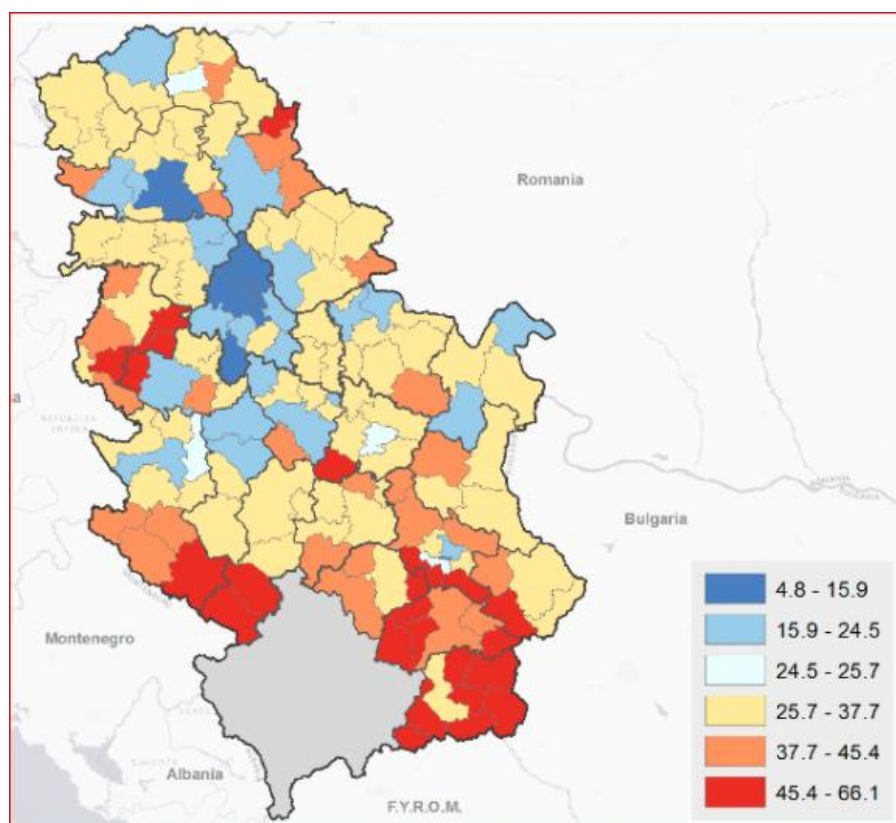 Romania
Bulgaria
Montenegro
Albania
F.Y.R.O.M.
4.8 - 15.9
15.9 - 24.5
24.5 - 25.7
25.7 - 37.7
37.7 - 45.4
45.4 - 66.1